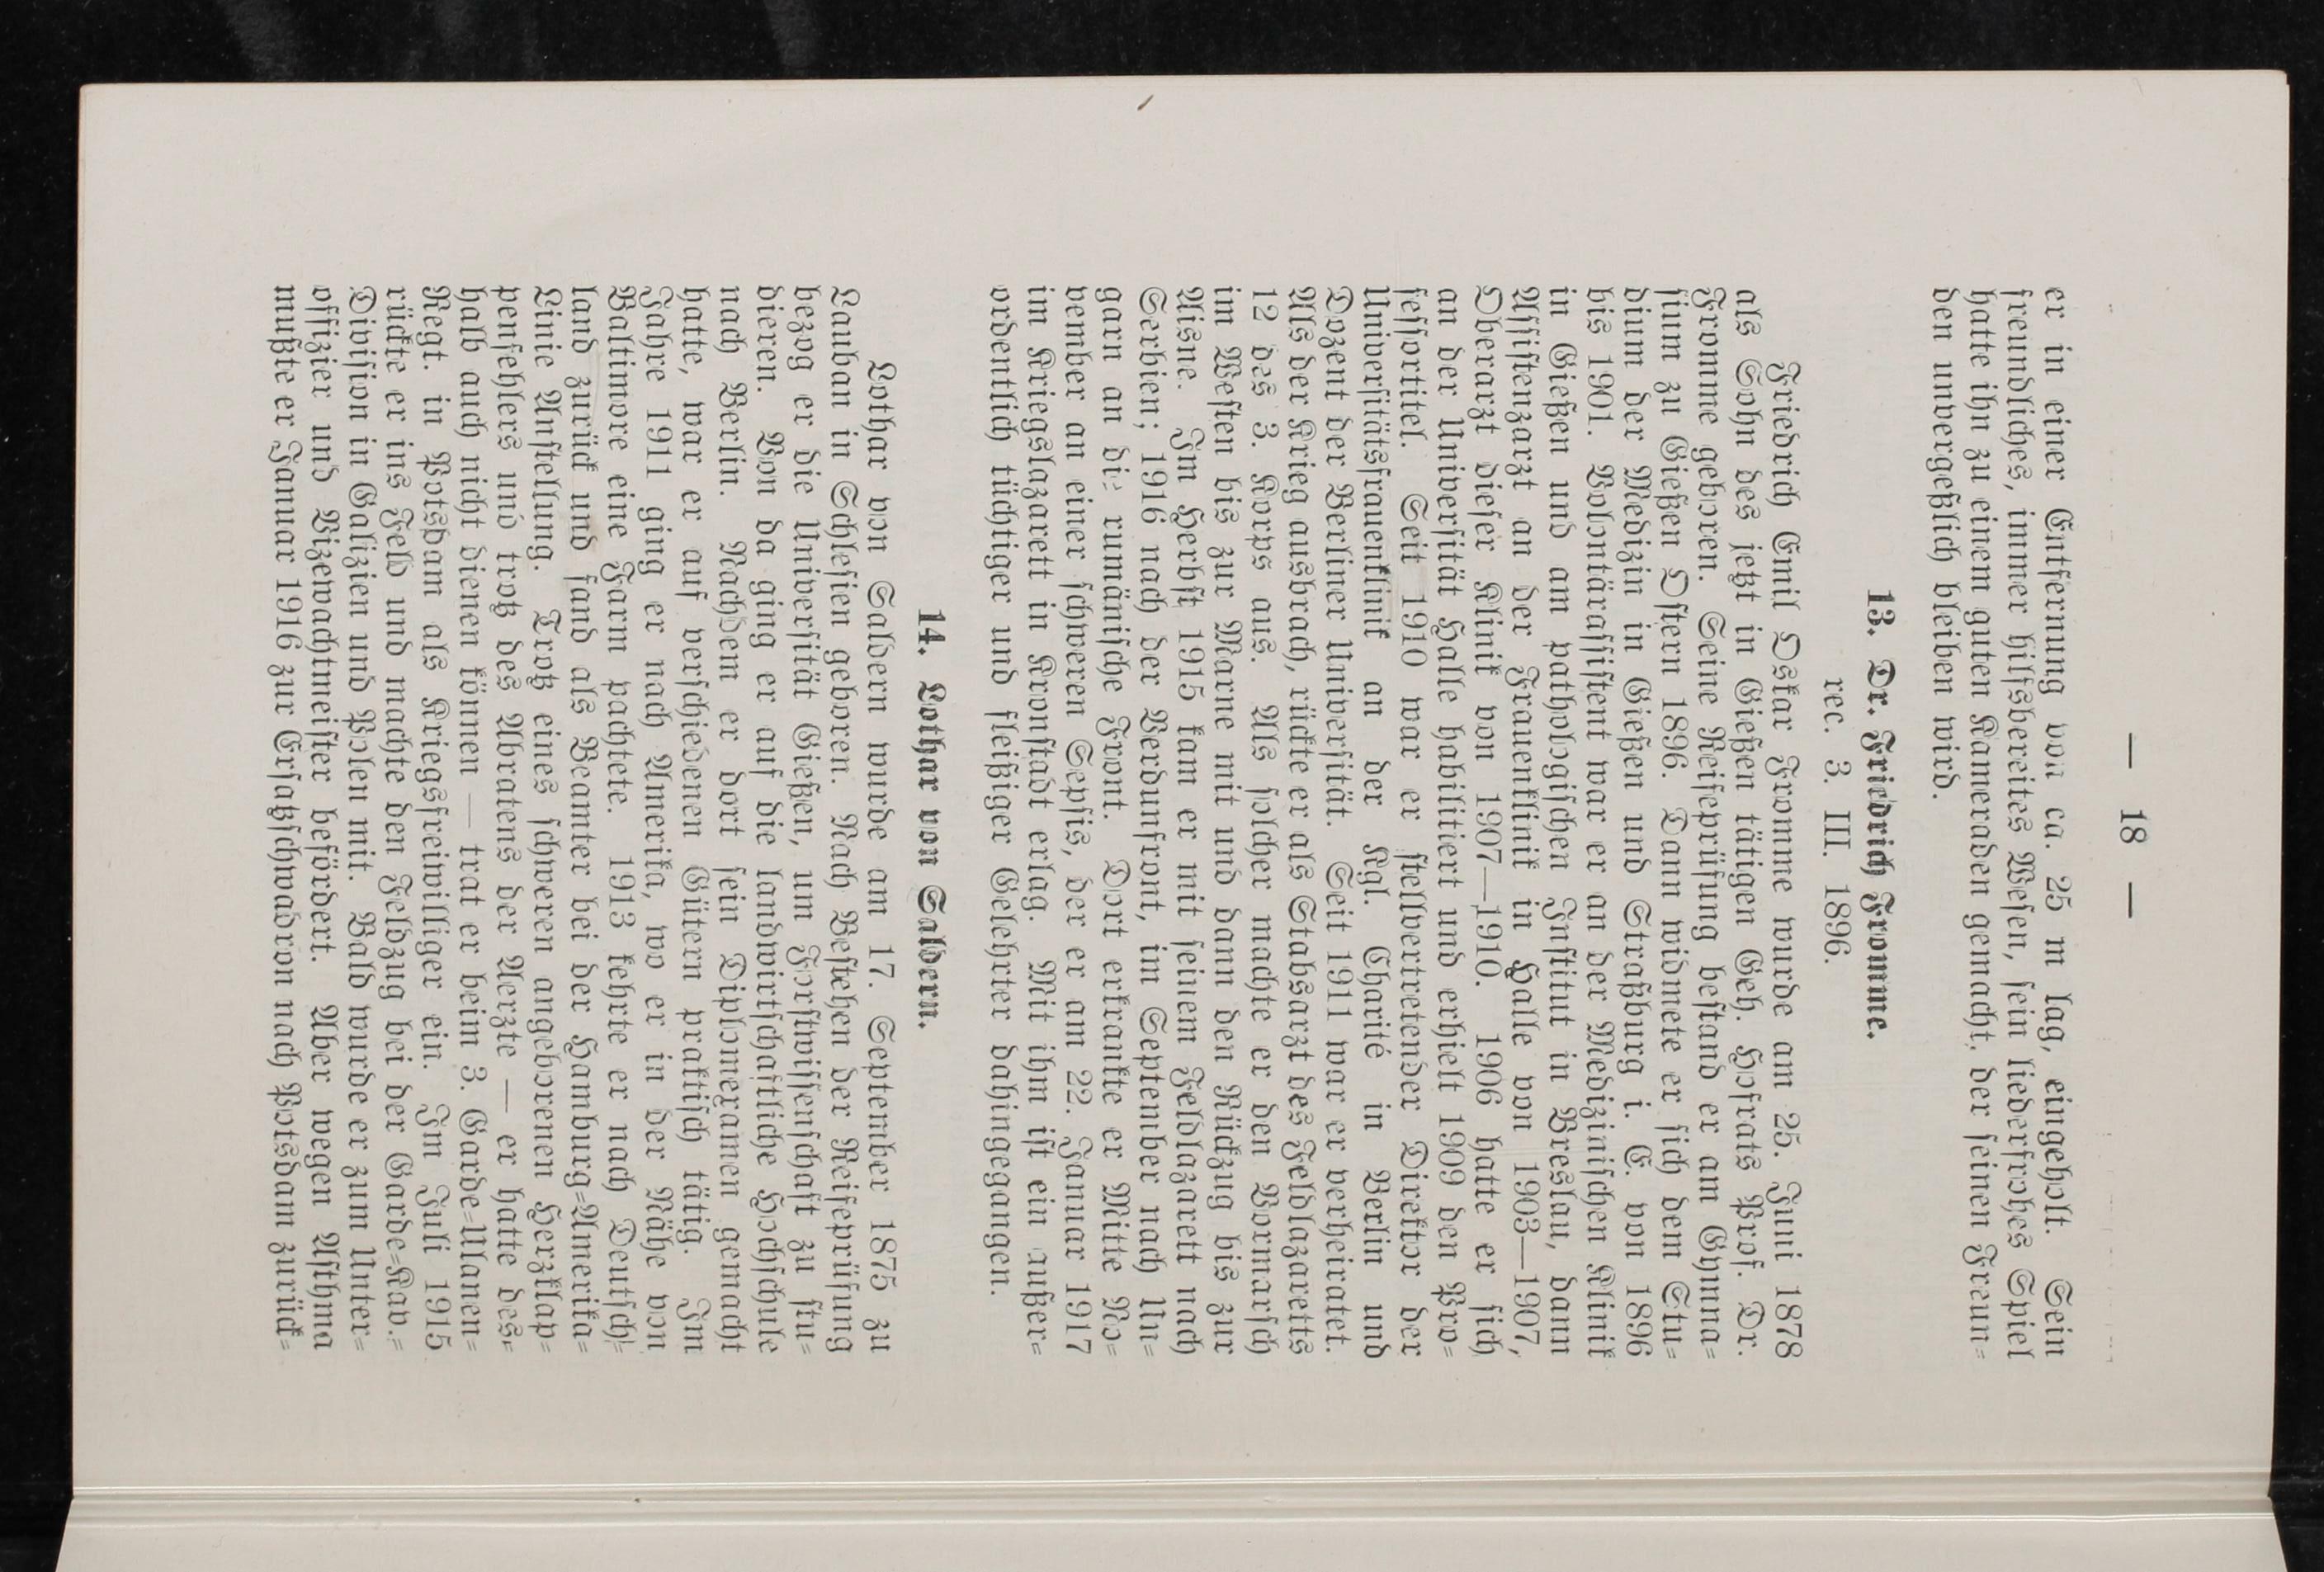 — 18 —
er in einer Entfernung von ca. 25 m lag, eingeholt. Sein
freundliches, immer hilfsbereites Wesen, sein liederfrohes Spiel
hatte ihn zu einem guten Kameraden gemacht, der seinen Freun-
den unvergeßlich bleiben wird.
13. Dr. Friedrich Fromme.
rec. 3. III. 1896.
Friedrich Emil Oskar Fromme wurde am 25. Juni 1878
als Sohn des jetzt in Gießen tätigen Geh. Hofrats Prof. Dr.
Fromme geboren. Seine Reifeprüfung bestand er am Gymna-
sium zu Gießen Ostern 1896. Dann widmete er sich dem Stu-
dium der Medizin in Gießen und Straßburg i. E. von 1896
bis 1901. Volontärassistent war er an der Medizinischen Klinik
in Gießen und am pathologischen Institut in Breslau, dann
Assistenzarzt an der Frauenklinik in Halle von 1903—1907,
Oberarzt dieser Klinik von 1907—1910. 1906 hatte er sich
an der Universität Halle habilitiert und erhielt 1909 den Pro-
fessortitel. Seit 1910 war er stellvertretender Direktor der
Universitätsfrauenklinik an der Kgl. Charité in Berlin und
Dozent der Berliner Universität. Seit 1911 war er verheiratet.
Als der Krieg ausbrach, rückte er als Stabsarzt des Feldlazaretts
12 des 3. Korps aus. Als solcher machte er den Vormarsch
im Westen bis zur Marne mit und dann den Rückzug bis zur
Aisne. Im Herbst 1915 kam er mit seinem Feldlazarett nach
Serbien; 1916 nach der Verdunfront, im September nach Un-
garn an die rumänische Front. Dort erkrankte er Mitte No-
vember an einer schweren Sepsis, der er am 22. Januar 1917
im Kriegslazarett in Kronstadt erlag. Mit ihm ist ein außer-
ordentlich tüchtiger und fleißiger Gelehrter dahingegangen.
14. Lothar von Saldern.
Lothar von Saldern wurde am 17. September 1875 zu
Lauban in Schlesien geboren. Nach Bestehen der Reifeprüfung
bezog er die Universität Gießen, um Forstwissenschaft zu stu-
dieren. Von da ging er auf die landwirtschaftliche Hochschule
nach Berlin. Nachdem er dort sein Diplomexamen gemacht
hatte, war er auf verschiedenen Gütern praktisch tätig. Im
Jahre 1911 ging er nach Amerika, wo er in der Nähe von
Baltimore eine Farm pachtete. 1913 kehrte er nach Deutsch-
land zurück und fand als Beamter bei der Hamburg-Amerika-
Linie Anstellung. Trotz eines schweren angeborenen Herzklap-
penfehlers und trotz des Abratens der Aerzte — er hatte des-
halb auch nicht dienen können — trat er beim 3. Garde-Ulanen-
Regt. in Potsdam als Kriegsfreiwilliger ein. Im Juli 1915
rückte er ins Feld und machte den Feldzug bei der Garde-Kav.-
Division in Galizien und Polen mit. Bald wurde er zum Unter-
offizier und Vizewachtmeister befördert. Aber wegen Asthma
mußte er Januar 1916 zur Ersatzschwadron nach Potsdam zurück-